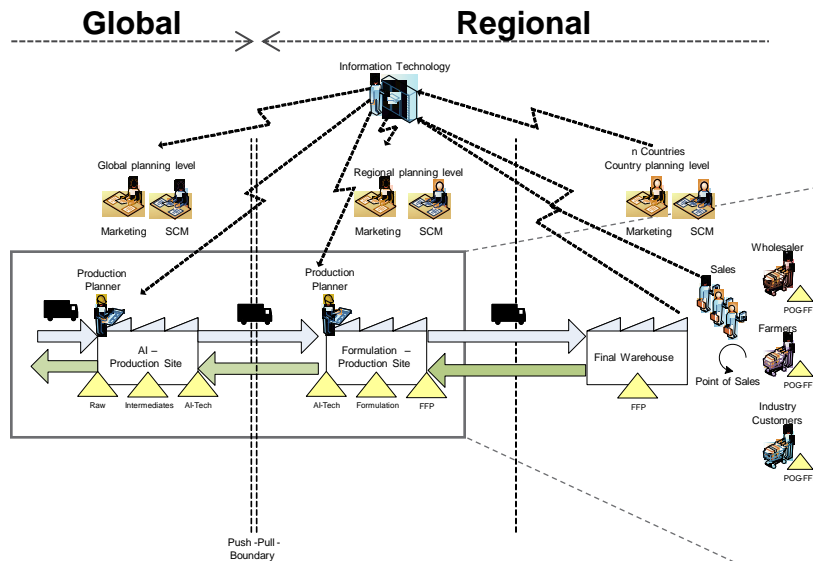 Global
Regional
Information Technology
Global planning level
Marketing
SCM
Regional planning level
Marketing
SCM
n Countries
Country planning level
Marketing
SCM
Production
Planner
Production
Planner
Sales
Wholesaler
POG-FF
AI –
Production Site
Formulation –
Production Site
Final Warehouse
Point of Sales
Farmers
POG-FF
Raw
Intermediates
AI-Tech
AI-Tech
Formulation
FFP
FFP
Industry
Customers
POG-FF
Push -Pull -
Boundary